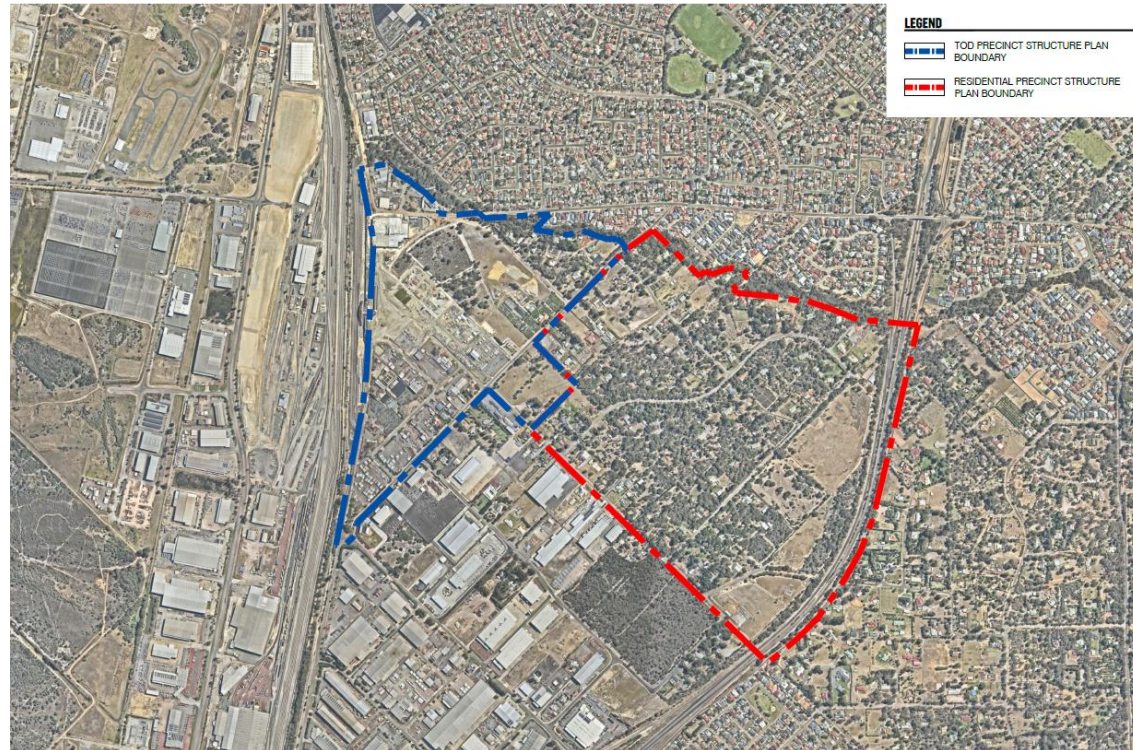 LEGEND
TOD PRECINCT STRUCTURE PLAN
BOUNDARY
RESIDENTIAL PRECINCT STRUCTURE
PLAN BOUNDARY